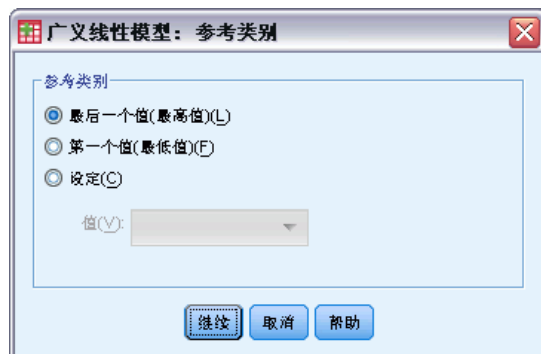 广义线性模型：参考类别
参考类别
最后一个值(最高值)(L)
第一个值(最低值)(F)
设定(C)
值(V):
继续 取消 帮助